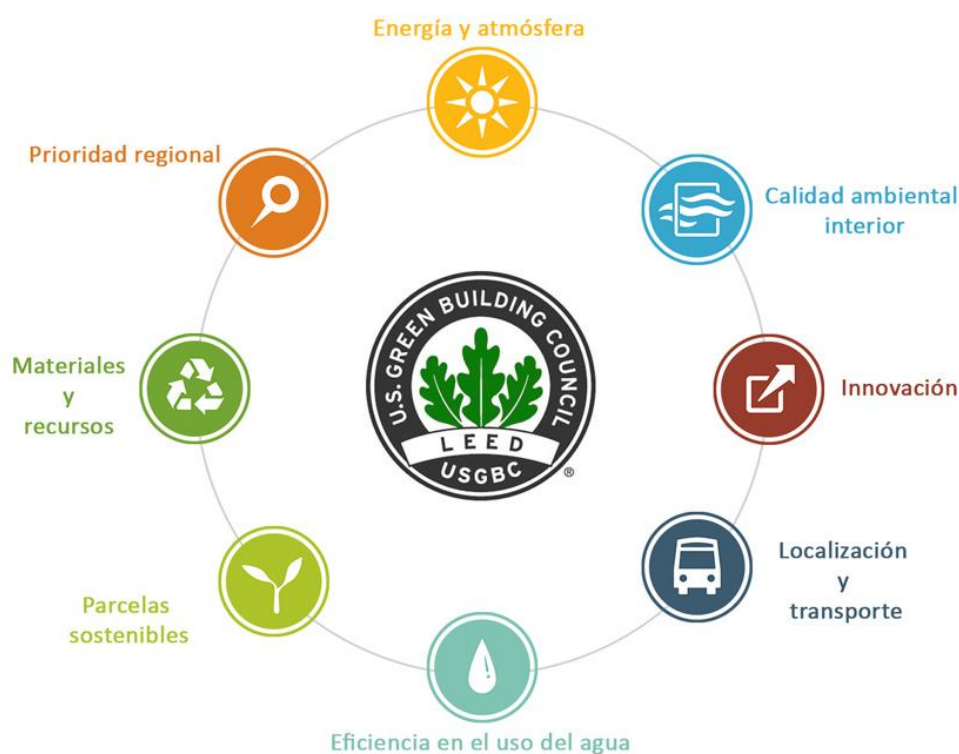 Energía y atmósfera
Prioridad regional
Calidad ambiental
interior
U.S. GREEN BUILDING COUNCIL
LEED
USGBC
®
Materiales
y
recursos
Innovación
Localización
y
transporte
Parcelas
sostenibles
Eficiencia en el uso del agua